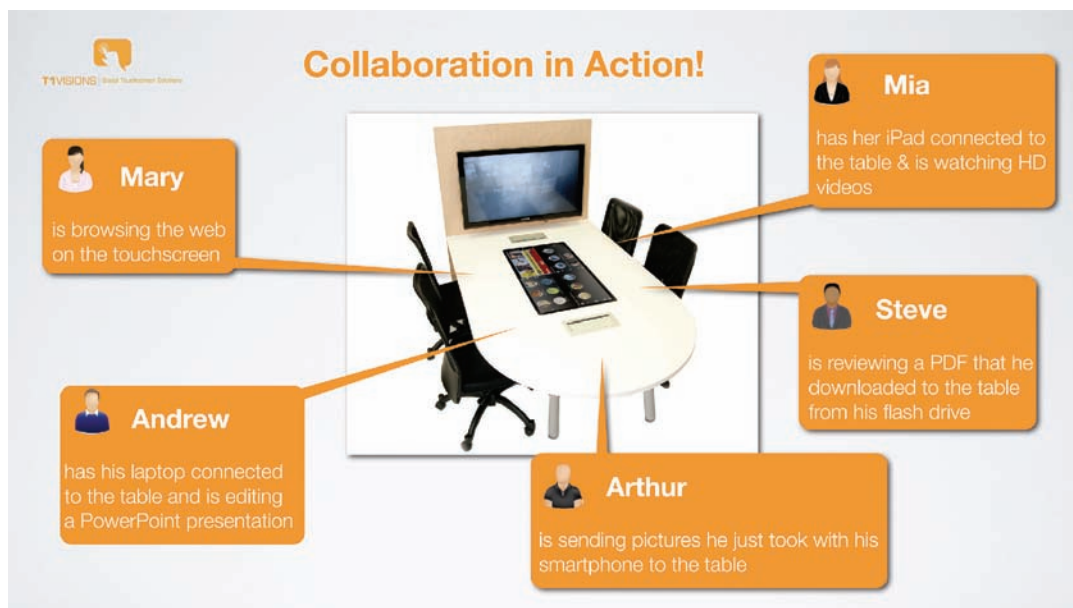 Collaboration in Action!
T1VISIONS | Social Touchscreen Solutions
Mia
has her iPad connected to
the table & is watching HD
videos
Mary
is browsing the web
on the touchscreen
Steve
is reviewing a PDF that he
downloaded to the table
from his flash drive
Andrew
has his laptop connected
to the table and is editing
a PowerPoint presentation
Arthur
is sending pictures he just took with his
smartphone to the table